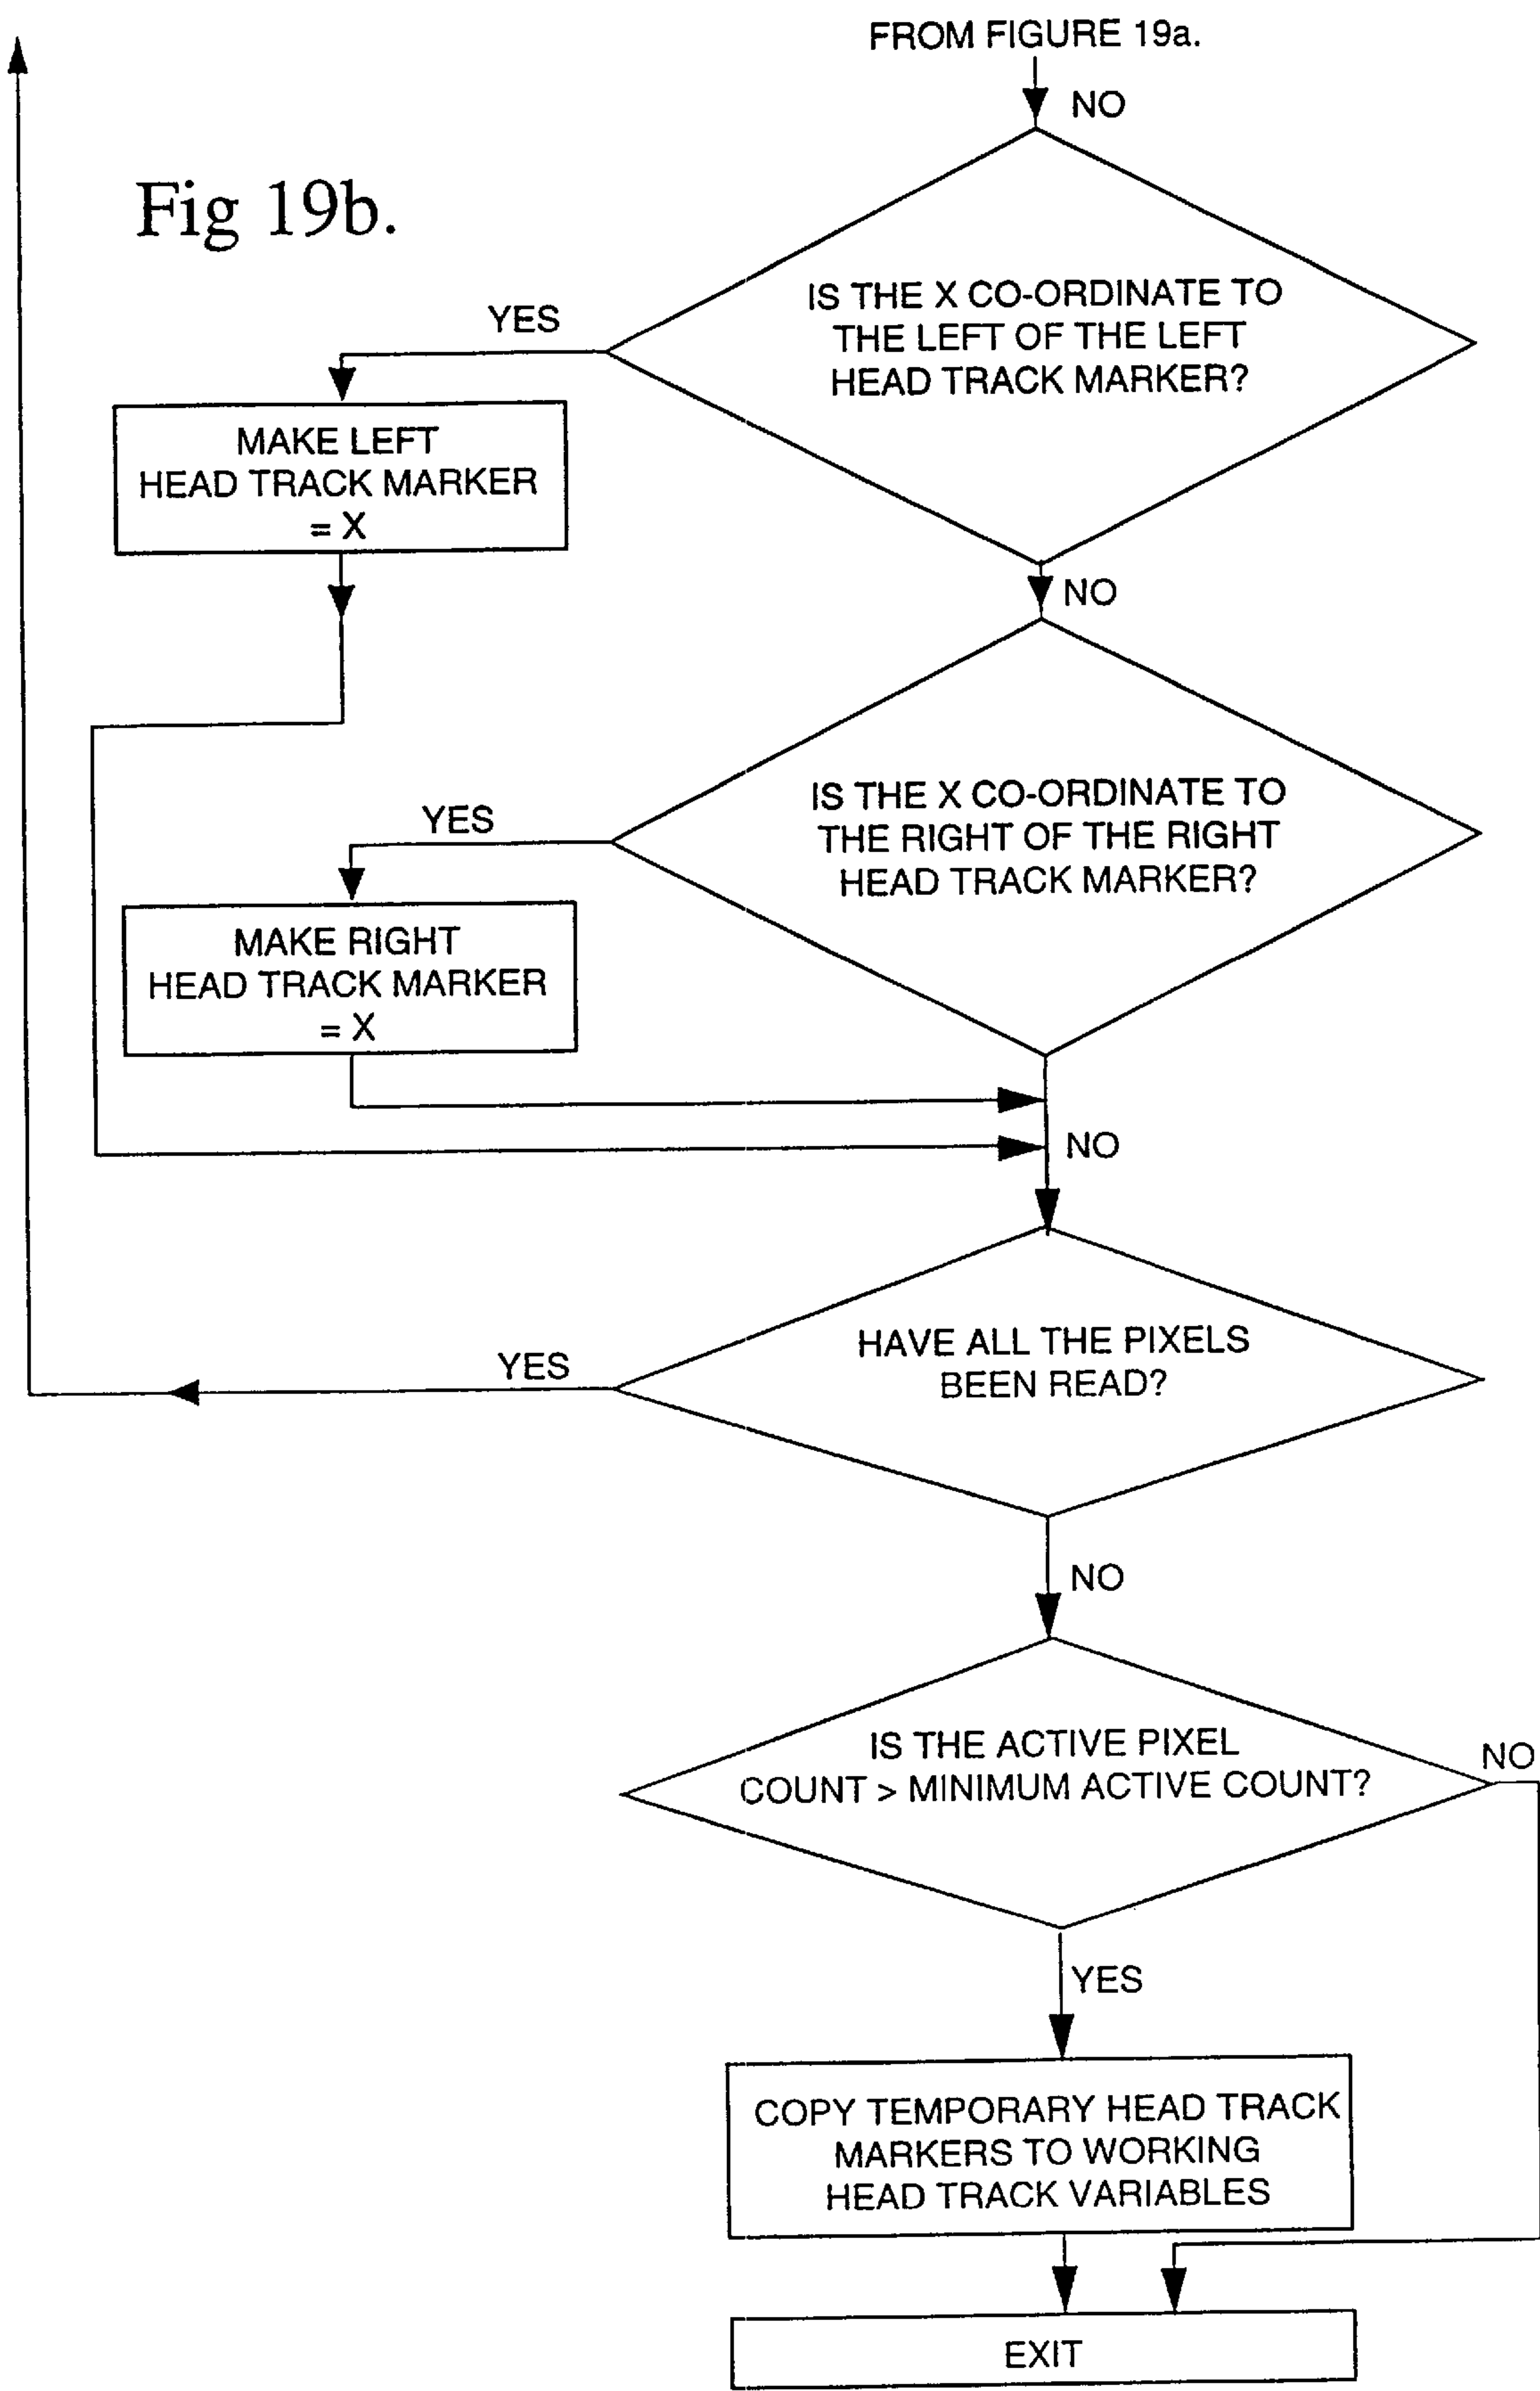 FROM FIGURE 19a.
NO
Fig 19b.
IS THE X CO-ORDINATE TO
THE LEFT OF THE LEFT
HEAD TRACK MARKER?
YES
MAKE LEFT
HEAD TRACK MARKER
= X
NO
IS THE X CO-ORDINATE TO
THE RIGHT OF THE RIGHT
HEAD TRACK MARKER?
YES
MAKE RIGHT
HEAD TRACK MARKER
= X
NO
HAVE ALL THE PIXELS
BEEN READ?
YES
NO
IS THE ACTIVE PIXEL
COUNT > MINIMUM ACTIVE COUNT?
NO
YES
COPY TEMPORARY HEAD TRACK
MARKERS TO WORKING
HEAD TRACK VARIABLES
EXIT